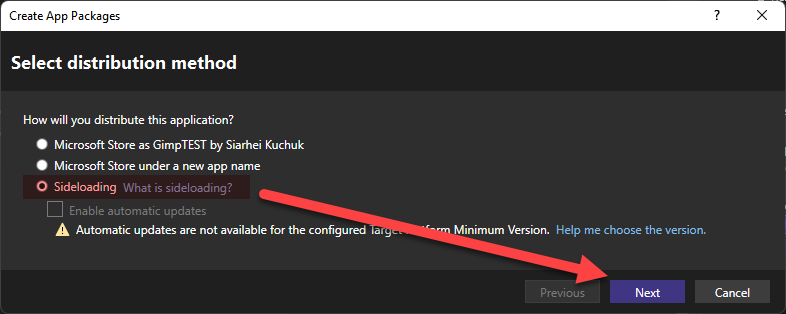 Create App Packages
?
Select distribution method
How will you distribute this application?
Microsoft Store as GimpTEST by Siarhei Kuchuk
Microsoft Store under a new app name
Sideloading What is sideloading?
Enable automatic updates
Automatic updates are not available for the configured Target Minimum Version. Help me choose the version.
Previous Next Cancel